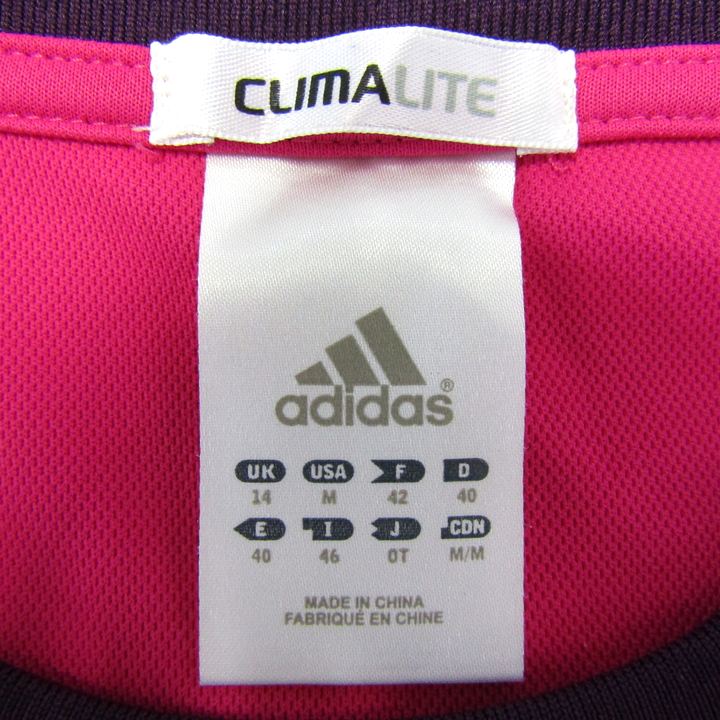 CLIMALITE
adidas®
UK USA F D
14 M 42 40
E I J CDN
40 46 OT M/M
MADE IN CHINA
FABRIQUÉ EN CHINE